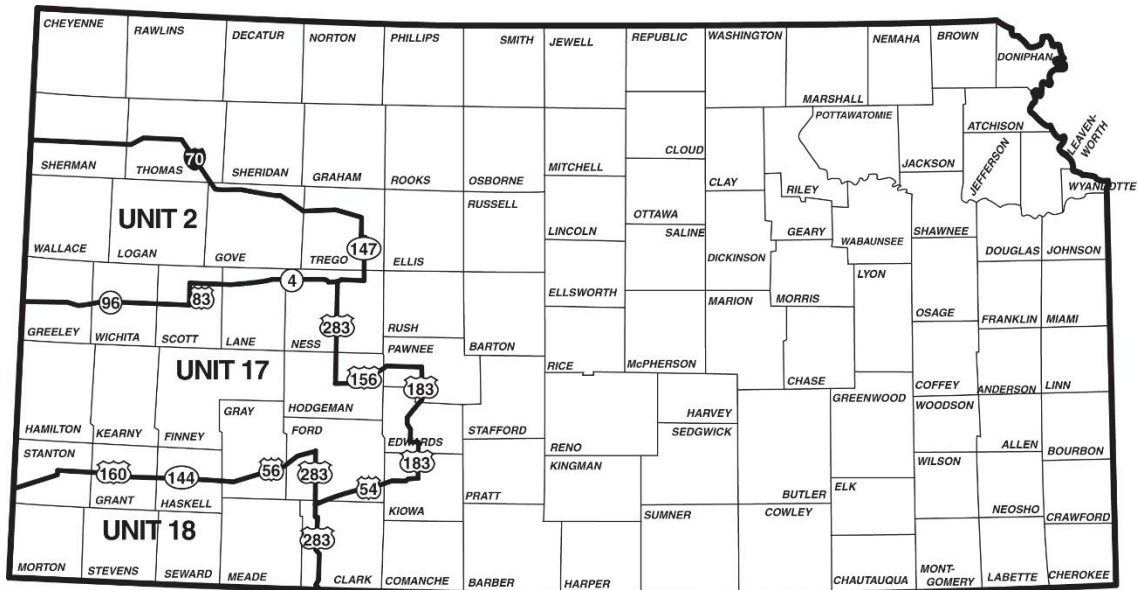 CHEYENNE
RAWLINS
DECATUR
NORTON
PHILLIPS
SMITH
JEWELL
REPUBLIC
WASHINGTON
NEMAHA
BROWN
DONIPHAN
MARSHALL
POTTAWATOMIE
ATCHISON
LEAVEN-
WORTH
SHERMAN
THOMAS
70
SHERIDAN
GRAHAM
ROOKS
OSBORNE
MITCHELL
CLOUD
CLAY
RILEY
JACKSON
JEFFERSON
WYANDOTTE
UNIT 2
RUSSELL
LINCOLN
OTTAWA
SALINE
GEARY
WABAUNSEE
SHAWNEE
DOUGLAS
JOHNSON
WALLACE
LOGAN
GOVE
TREGO
147
ELLIS
DICKINSON
LYON
ELLSWORTH
MARION
MORRIS
96
83
4
283
GREELEY
WICHITA
SCOTT
LANE
NESS
RUSH
PAWNEE
BARTON
RICE
McPHERSON
CHASE
OSAGE
FRANKLIN
MIAMI
COFFEY
ANDERSON
LINN
UNIT 17
156
183
GRAY
HODGEMAN
FORD
HARVEY
SEDGWICK
GREENWOOD
WOODSON
HAMILTON
KEARNY
FINNEY
EDWARDS
STAFFORD
RENO
KINGMAN
ALLEN
BOURBON
STANTON
160
144
56
283
54
183
WILSON
GRANT
HASKELL
KIOWA
PRATT
BUTLER
ELK
COWLEY
NEOSHO
CRAWFORD
SUMNER
UNIT 18
283
MORTON
STEVENS
SEWARD
MEADE
CLARK
COMANCHE
BARBER
HARPER
CHAUTAUQUA
MONT-
GOMERY
LABETTE
CHEROKEE